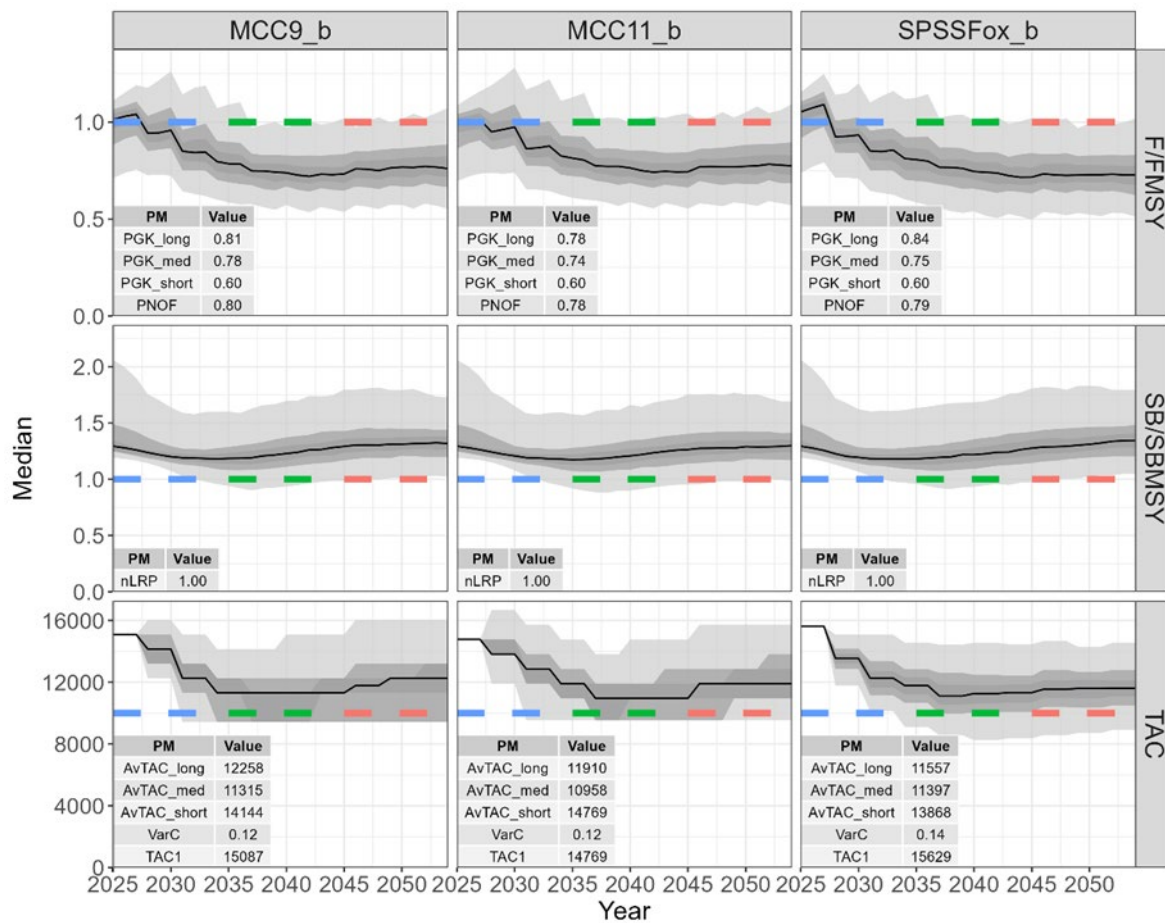 MCC9_b MCC11_b SPSSFox_b
1.0
0.5
0.0
F/FMSY
PM Value
PGK_long 0.81
PGK_med 0.78
PGK_short 0.60
PNOF 0.80
PM Value
PGK_long 0.78
PGK_med 0.74
PGK_short 0.60
PNOF 0.78
PM Value
PGK_long 0.84
PGK_med 0.75
PGK_short 0.60
PNOF 0.79
Median
2.0
1.5
1.0
0.5
0.0
SB/SBMSY
PM Value
nLRP 1.00
PM Value
nLRP 1.00
PM Value
nLRP 1.00
16000
12000
8000
4000
0
TAC
PM Value
AvTAC_long 12258
AvTAC_med 11315
AvTAC_short 14144
VarC 0.12
TAC1 15087
PM Value
AvTAC_long 11910
AvTAC_med 10958
AvTAC_short 14769
VarC 0.12
TAC1 14769
PM Value
AvTAC_long 11557
AvTAC_med 11397
AvTAC_short 13868
VarC 0.14
TAC1 15629
2025 2030 2035 2040 2045 2050 2025 2030 2035 2040 2045 2050 2025 2030 2035 2040 2045 2050
Year